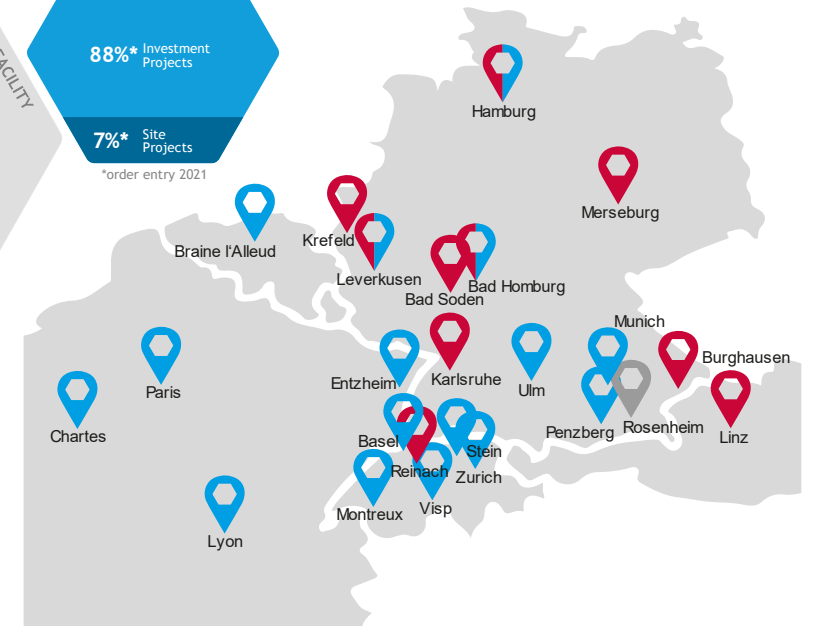 88%* Investment
Projects
7%* Site
Projects
*order entry 2021
Hamburg
Merseburg
Krefeld
Braine l‘Alleud
Leverkusen
Bad Homburg
Bad Soden
Munich
Burghausen
Karlsruhe
Entzheim
Ulm
Paris
Rosenheim
Penzberg
Linz
Chartes
Basel
Stein
Reinach
Zurich
Visp
Montreux
Lyon